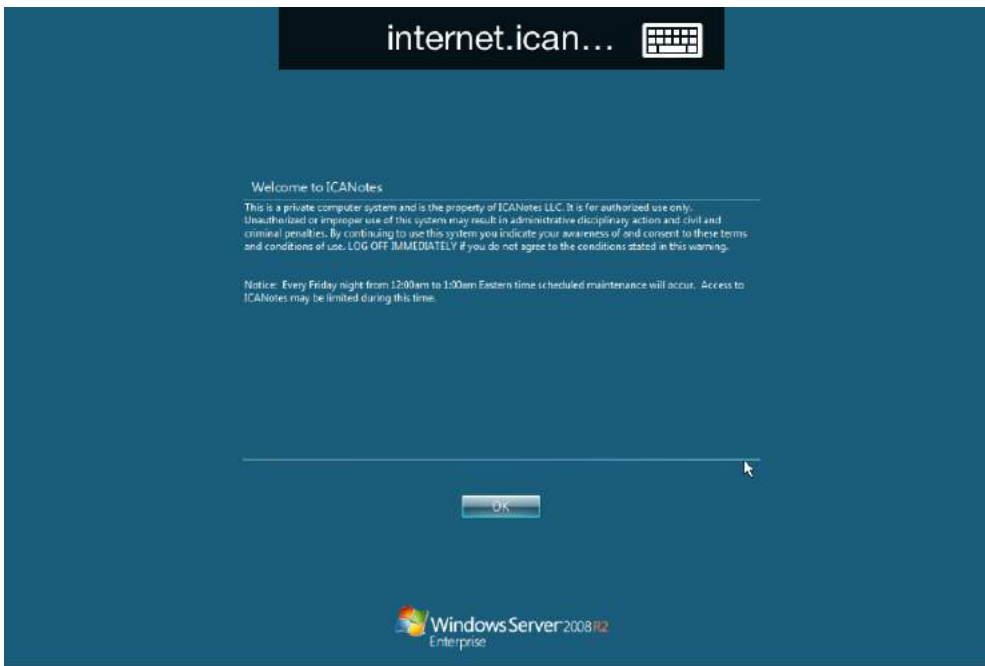 internet.ican...
Welcome to ICANotes
This is a private computer system and is the property of ICANotes LLC. It is for authorized use only.
Unauthorized or improper use of this system may result in administrative disciplinary action and civil and
criminal penalties. By continuing to use this system you indicate your awareness of and consent to these terms
and conditions of use. LOG OFF IMMEDIATELY if you do not agree to the conditions stated in this warning.
Notice: Every Friday night from 12:00am to 1:00am Eastern time scheduled maintenance will occur. Access to
ICANotes may be limited during this time.
OK
Windows Server 2008 R2
Enterprise